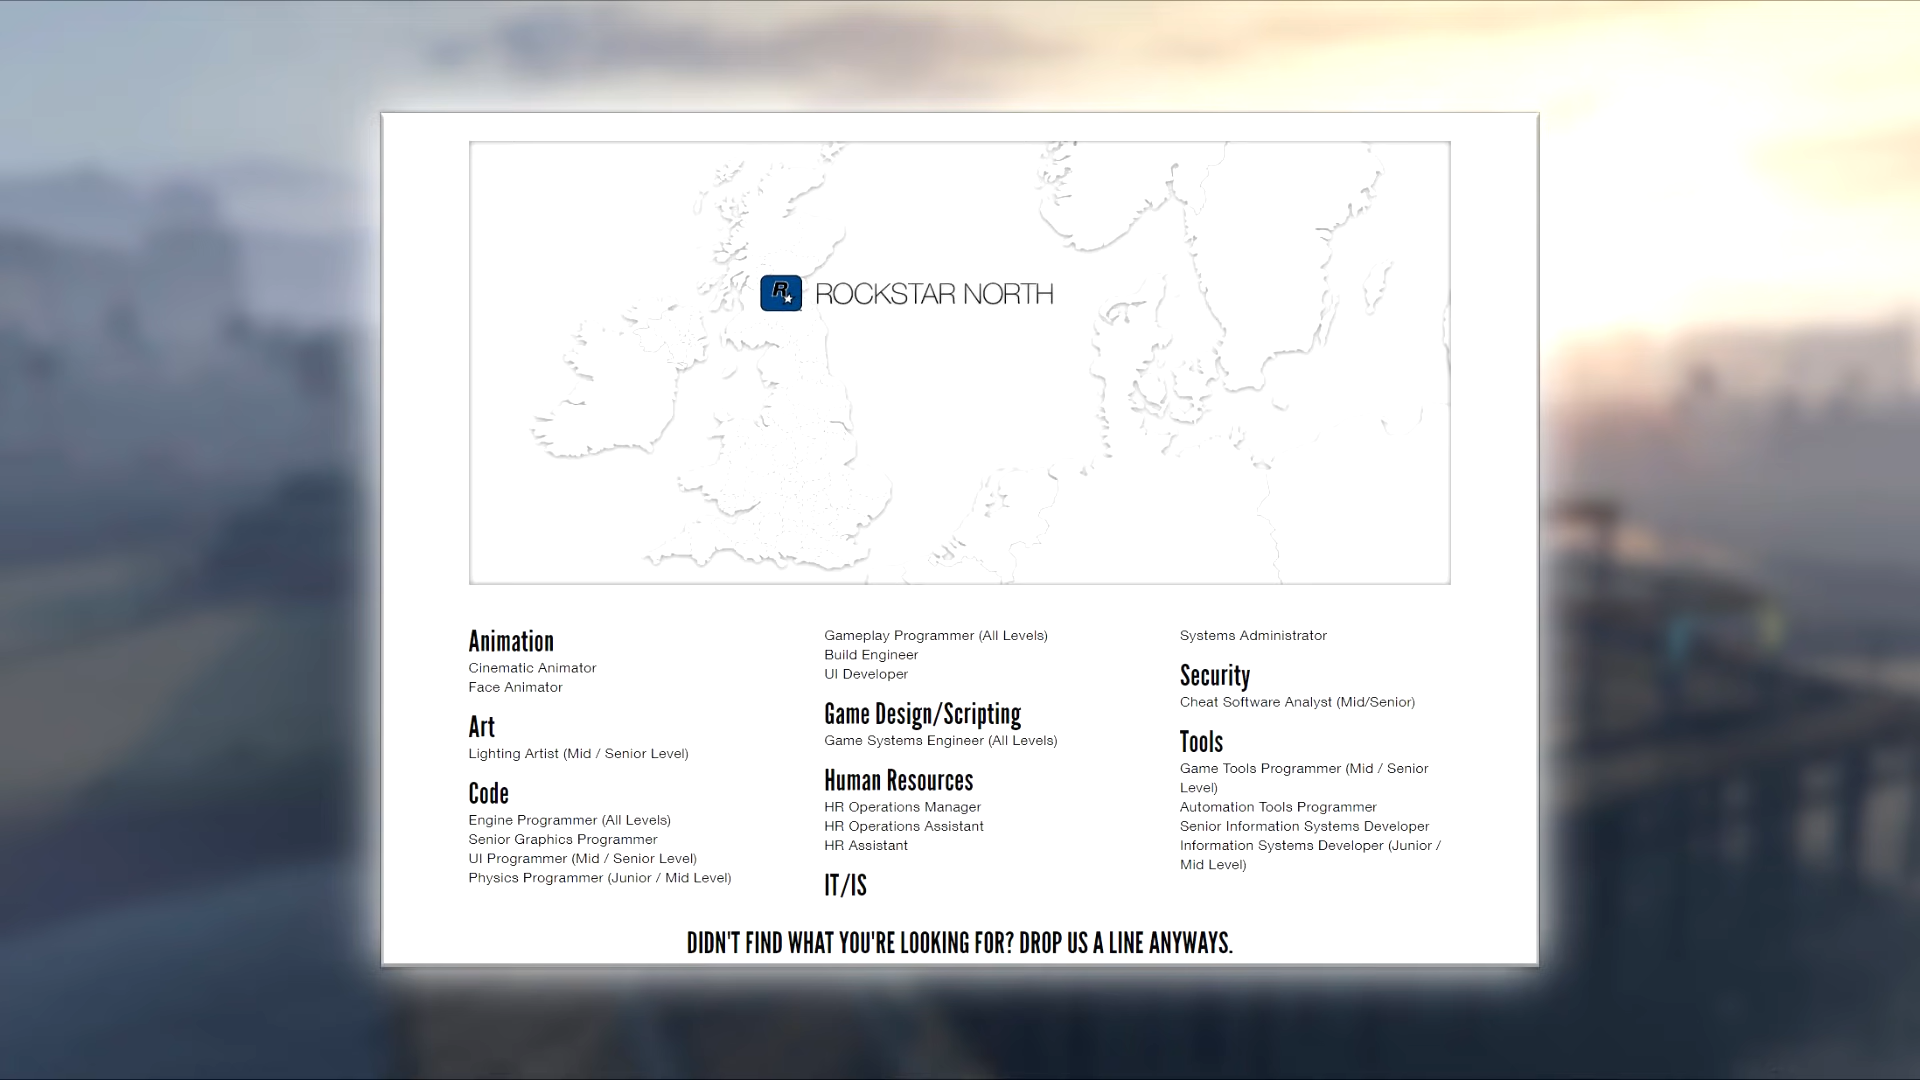 ROCKSTAR NORTH
Animation
Cinematic Animator
Face Animator
Art
Lighting Artist (Mid / Senior Level)
Code
Engine Programmer (All Levels)
Senior Graphics Programmer
UI Programmer (Mid / Senior Level)
Physics Programmer (Junior / Mid Level)
Gameplay Programmer (All Levels)
Build Engineer
UI Developer
Game Design/Scripting
Game Systems Engineer (All Levels)
Human Resources
HR Operations Manager
HR Operations Assistant
HR Assistant
IT/IS
Systems Administrator
Security
Cheat Software Analyst (Mid/Senior)
Tools
Game Tools Programmer (Mid / Senior
Level)
Automation Tools Programmer
Senior Information Systems Developer
Information Systems Developer (Junior /
Mid Level)
DIDN'T FIND WHAT YOU'RE LOOKING FOR? DROP US A LINE ANYWAYS.